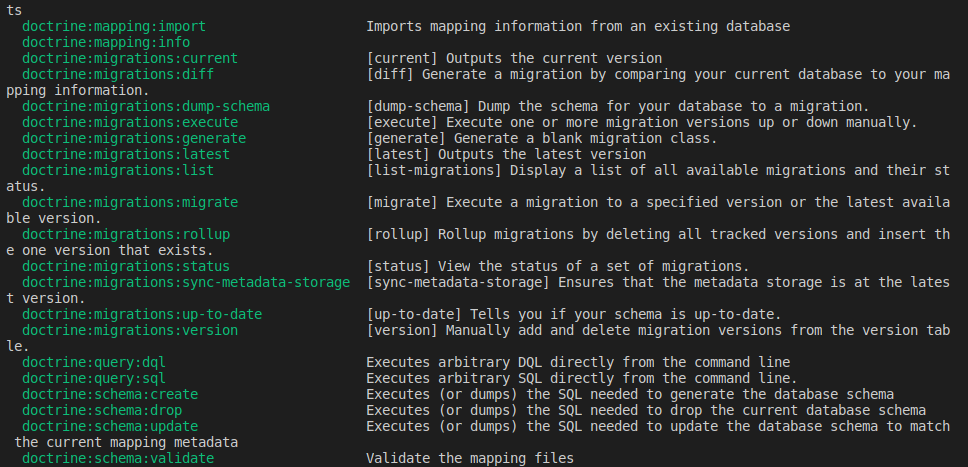 ts
  doctrine:mapping:import                    Imports mapping information from an existing database
  doctrine:mapping:info
  doctrine:migrations:current                [current] Outputs the current version
  doctrine:migrations:diff                   [diff] Generate a migration by comparing your current database to your ma
pping information.
  doctrine:migrations:dump-schema            [dump-schema] Dump the schema for your database to a migration.
  doctrine:migrations:execute                [execute] Execute one or more migration versions up or down manually.
  doctrine:migrations:generate               [generate] Generate a blank migration class.
  doctrine:migrations:latest                 [latest] Outputs the latest version
  doctrine:migrations:list                   [list-migrations] Display a list of all available migrations and their st
atus.
  doctrine:migrations:migrate                [migrate] Execute a migration to a specified version or the latest availa
ble version.
  doctrine:migrations:rollup                 [rollup] Rollup migrations by deleting all tracked versions and insert th
e one version that exists.
  doctrine:migrations:status                 [status] View the status of a set of migrations.
  doctrine:migrations:sync-metadata-storage  [sync-metadata-storage] Ensures that the metadata storage is at the lates
t version.
  doctrine:migrations:up-to-date             [up-to-date] Tells you if your schema is up-to-date.
  doctrine:migrations:version                [version] Manually add and delete migration versions from the version tab
le.
  doctrine:query:dql                         Executes arbitrary DQL directly from the command line
  doctrine:query:sql                         Executes arbitrary SQL directly from the command line.
  doctrine:schema:create                     Executes (or dumps) the SQL needed to generate the database schema
  doctrine:schema:drop                       Executes (or dumps) the SQL needed to drop the current database schema
  doctrine:schema:update                     Executes (or dumps) the SQL needed to update the database schema to match
 the current mapping metadata
  doctrine:schema:validate                   Validate the mapping files